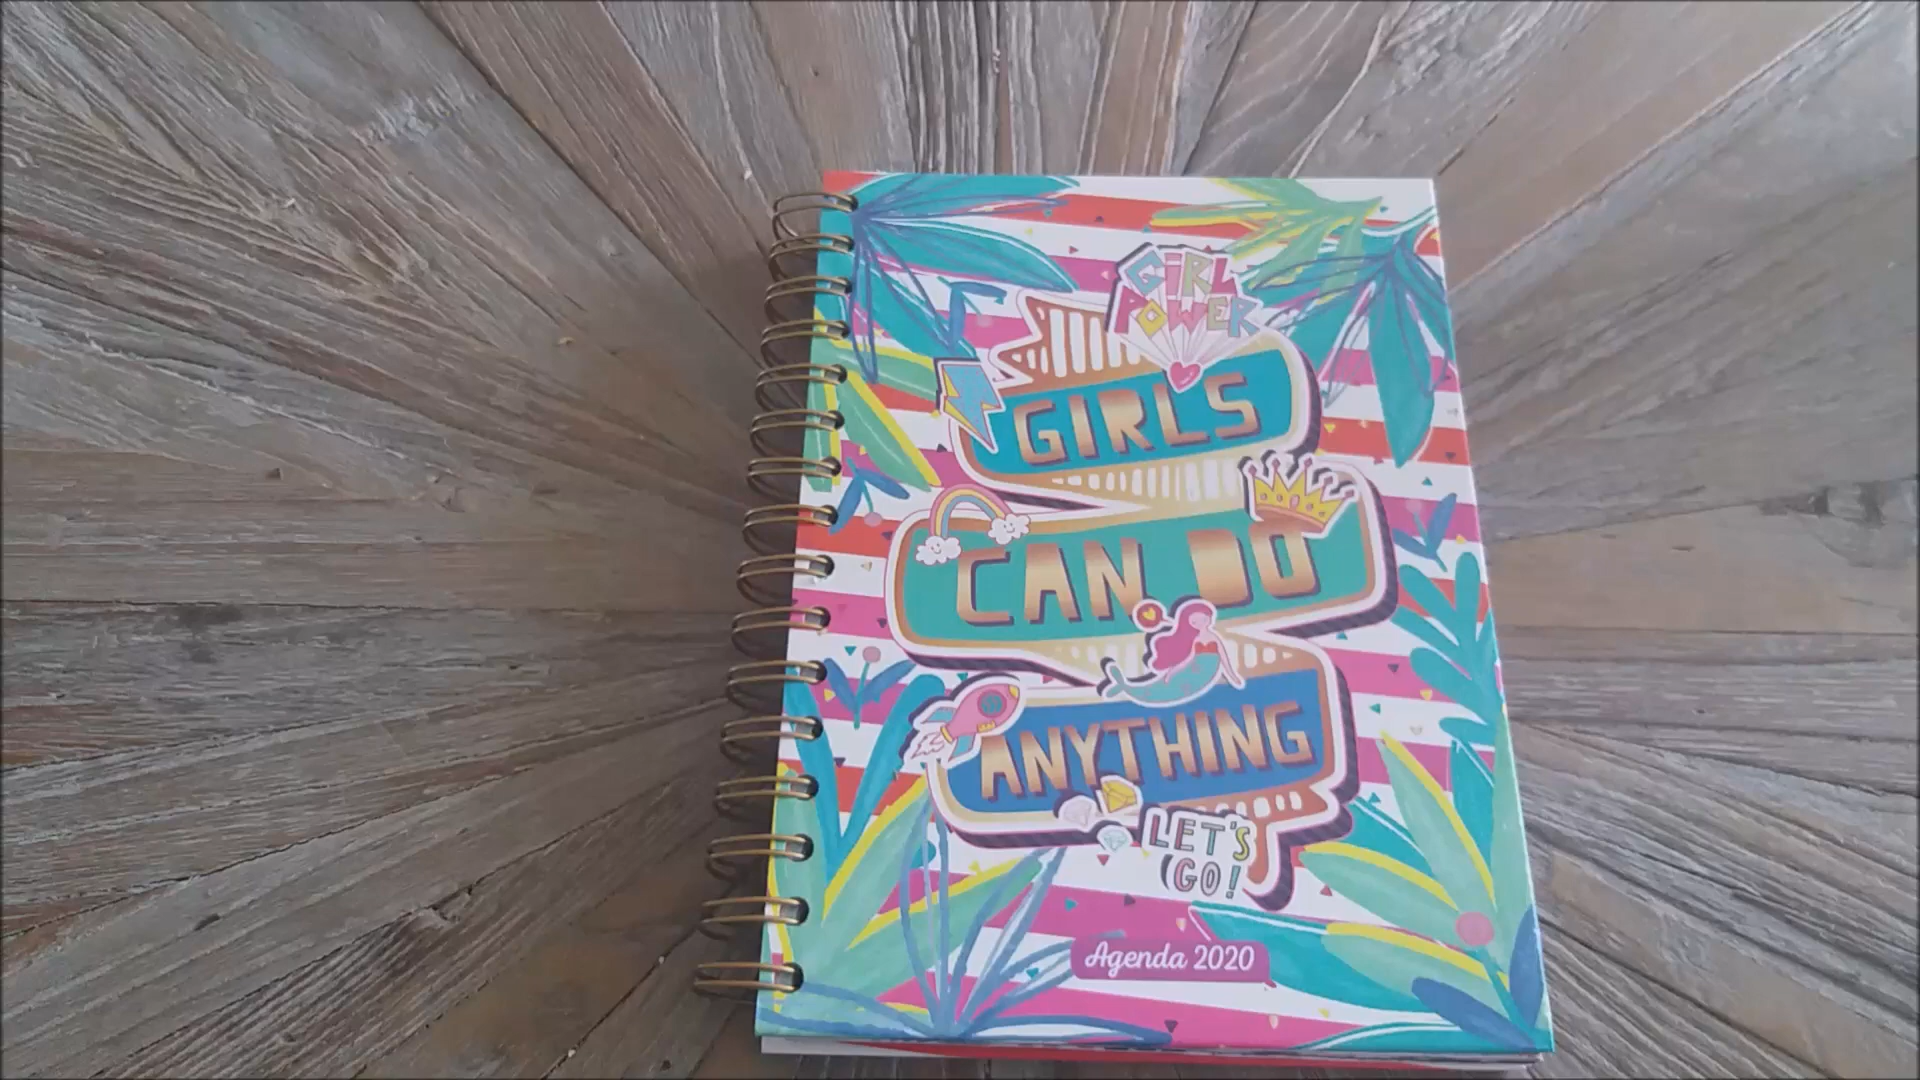 GIRL
POWER
GIRLS
CAN DO
ANYTHING
LET'S
GO!
Agenda 2020